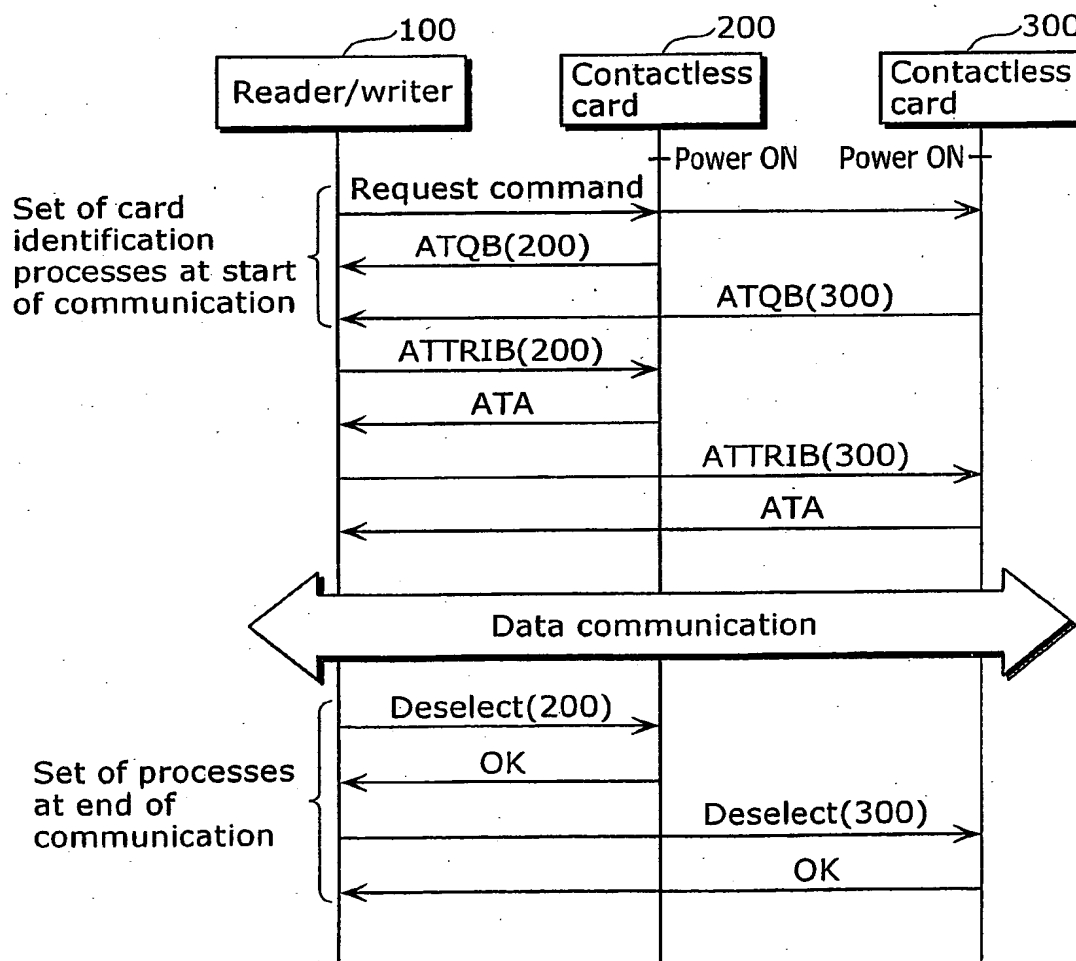 100
200
300
Reader/writer
Contactless
card
Contactless
card
Power ON
Power ON
Set of card
identification
processes at start
of communication
Request command
ATQB(200)
ATQB(300)
ATTRIB(200)
ATA
ATTRIB(300)
ATA
Data communication
Set of processes
at end of
communication
Deselect(200)
OK
Deselect(300)
OK